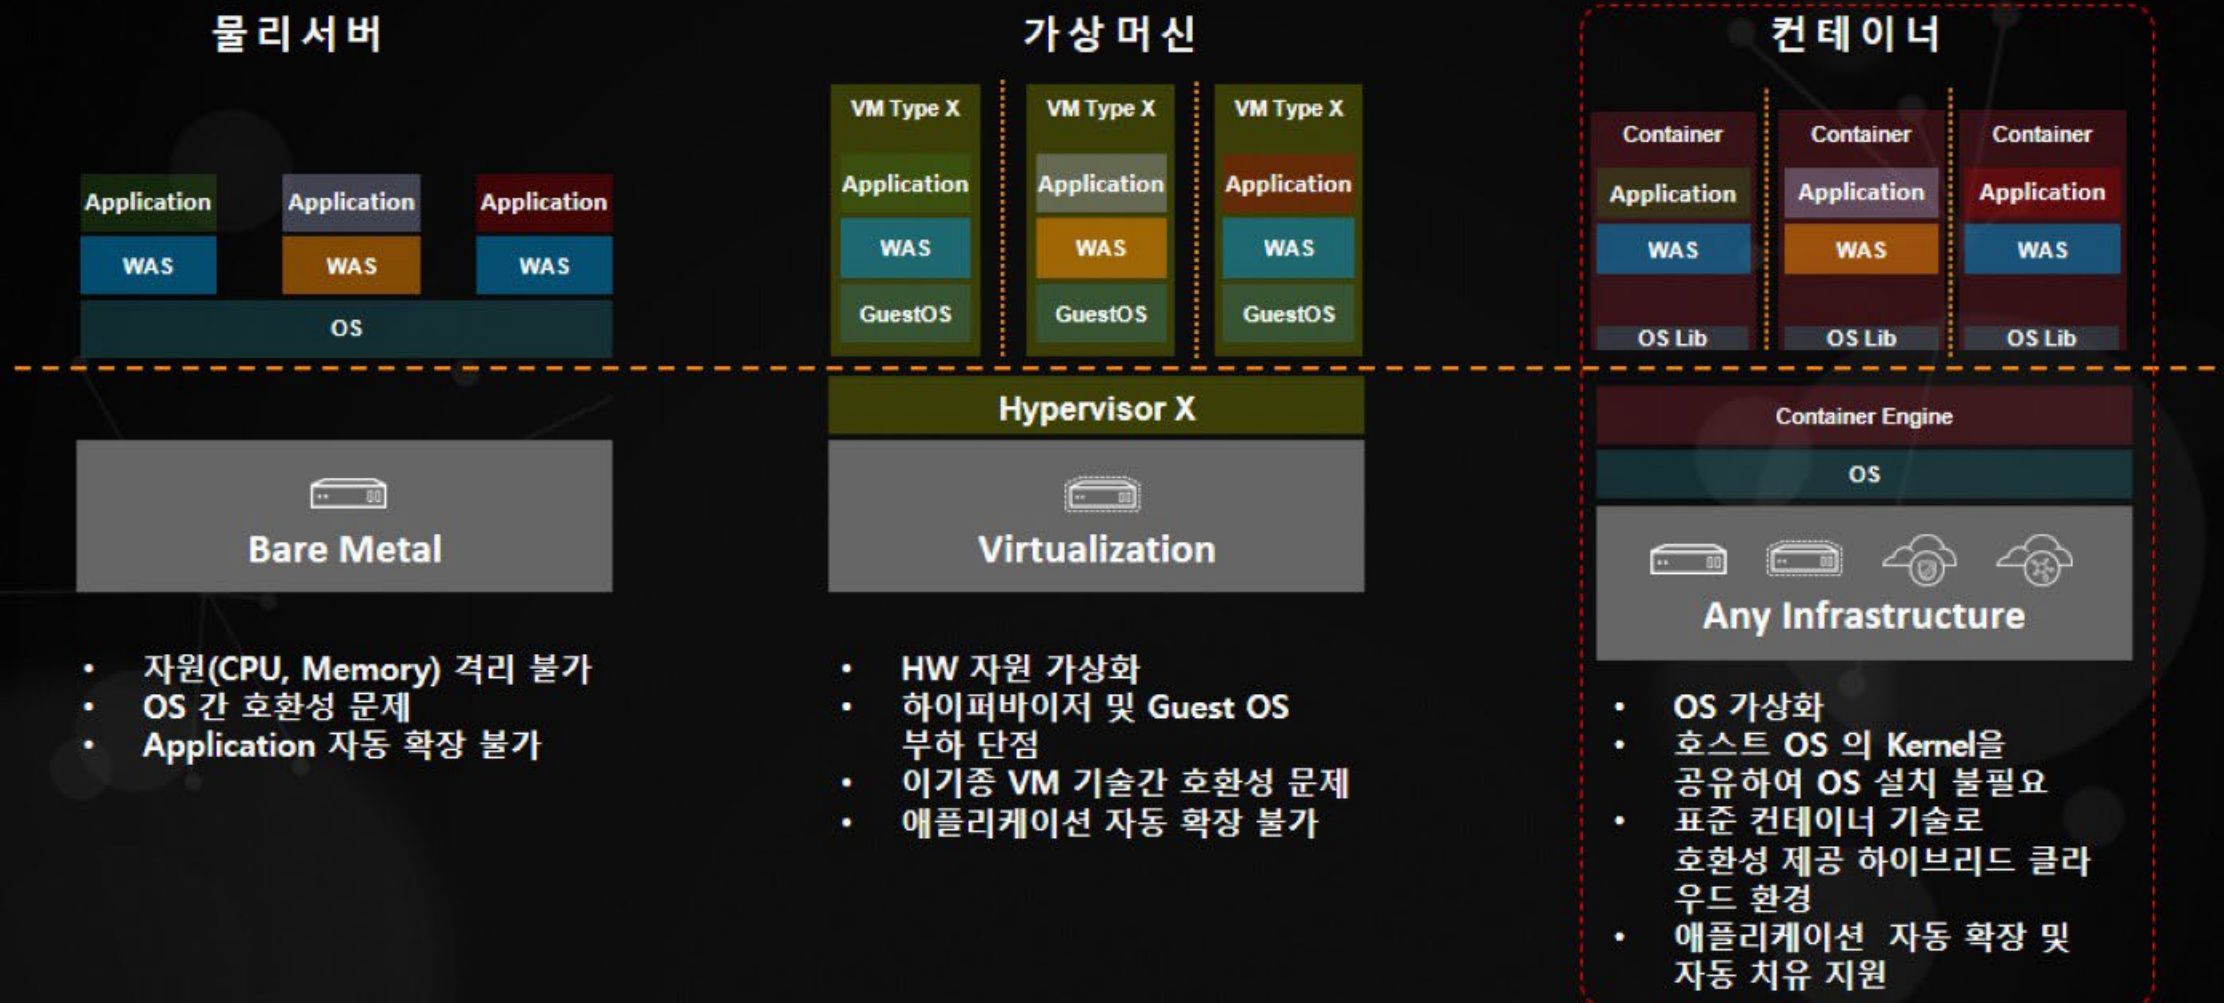 물리서버
Application Application Application
WAS WAS WAS
OS
Bare Metal
• 자원(CPU, Memory) 격리 불가
• OS 간 호환성 문제
• Application 자동 확장 불가
가상머신
VM Type X VM Type X VM Type X
Application Application Application
WAS WAS WAS
GuestOS GuestOS GuestOS
Hypervisor X
Virtualization
• HW 자원 가상화
• 하이퍼바이저 및 Guest OS
부하 단점
• 이기종 VM 기술간 호환성 문제
• 애플리케이션 자동 확장 불가
컨테이너
Container Container Container
Application Application Application
WAS WAS WAS
OS Lib OS Lib OS Lib
Container Engine
OS
Any Infrastructure
• OS 가상화
• 호스트 OS 의 Kernel을
공유하여 OS 설치 불필요
• 표준 컨테이너 기술로
호환성 제공 하이브리드 클라
우드 환경
• 애플리케이션 자동 확장 및
자동 치유 지원